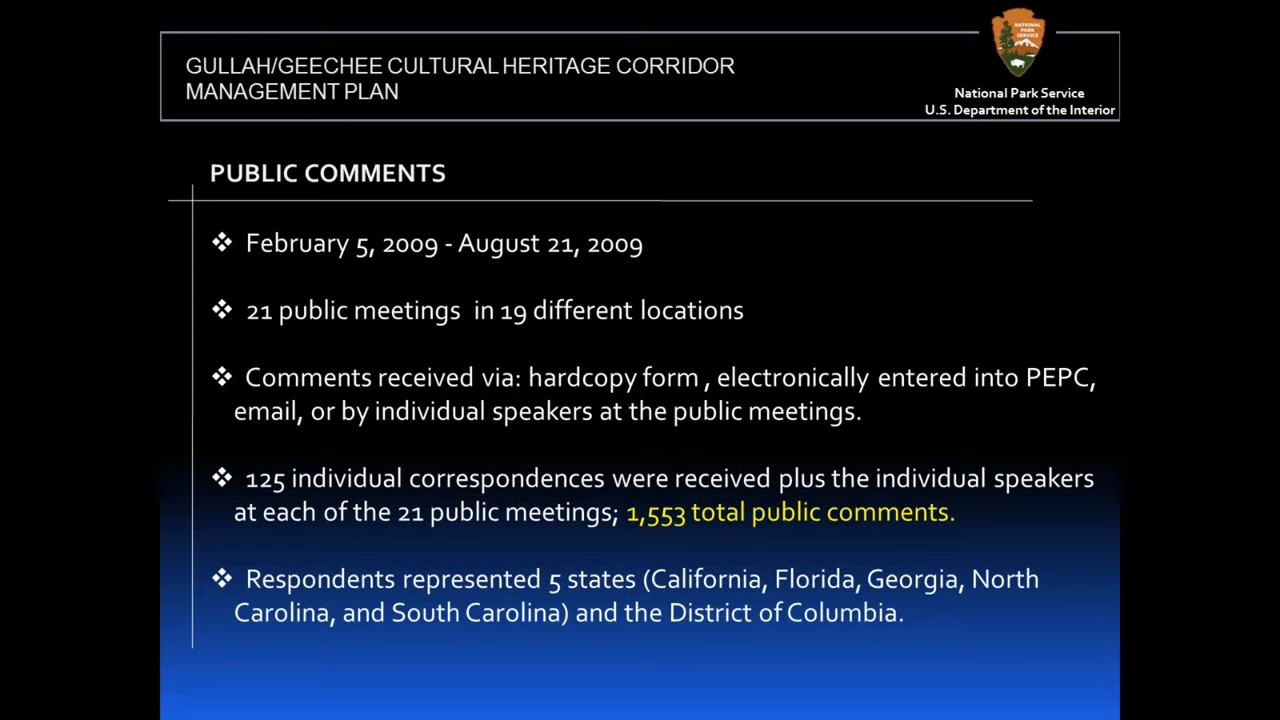 NATIONAL
PARK
SERVICE
GULLAH/GEECHEE CULTURAL HERITAGE CORRIDOR
MANAGEMENT PLAN
National Park Service
U.S. Department of the Interior
PUBLIC COMMENTS
❖ February 5, 2009 - August 21, 2009
❖ 21 public meetings in 19 different locations
❖ Comments received via: hardcopy form , electronically entered into PEPC,
email, or by individual speakers at the public meetings.
❖ 125 individual correspondences were received plus the individual speakers
at each of the 21 public meetings; 1,553 total public comments.
❖ Respondents represented 5 states (California, Florida, Georgia, North
Carolina, and South Carolina) and the District of Columbia.